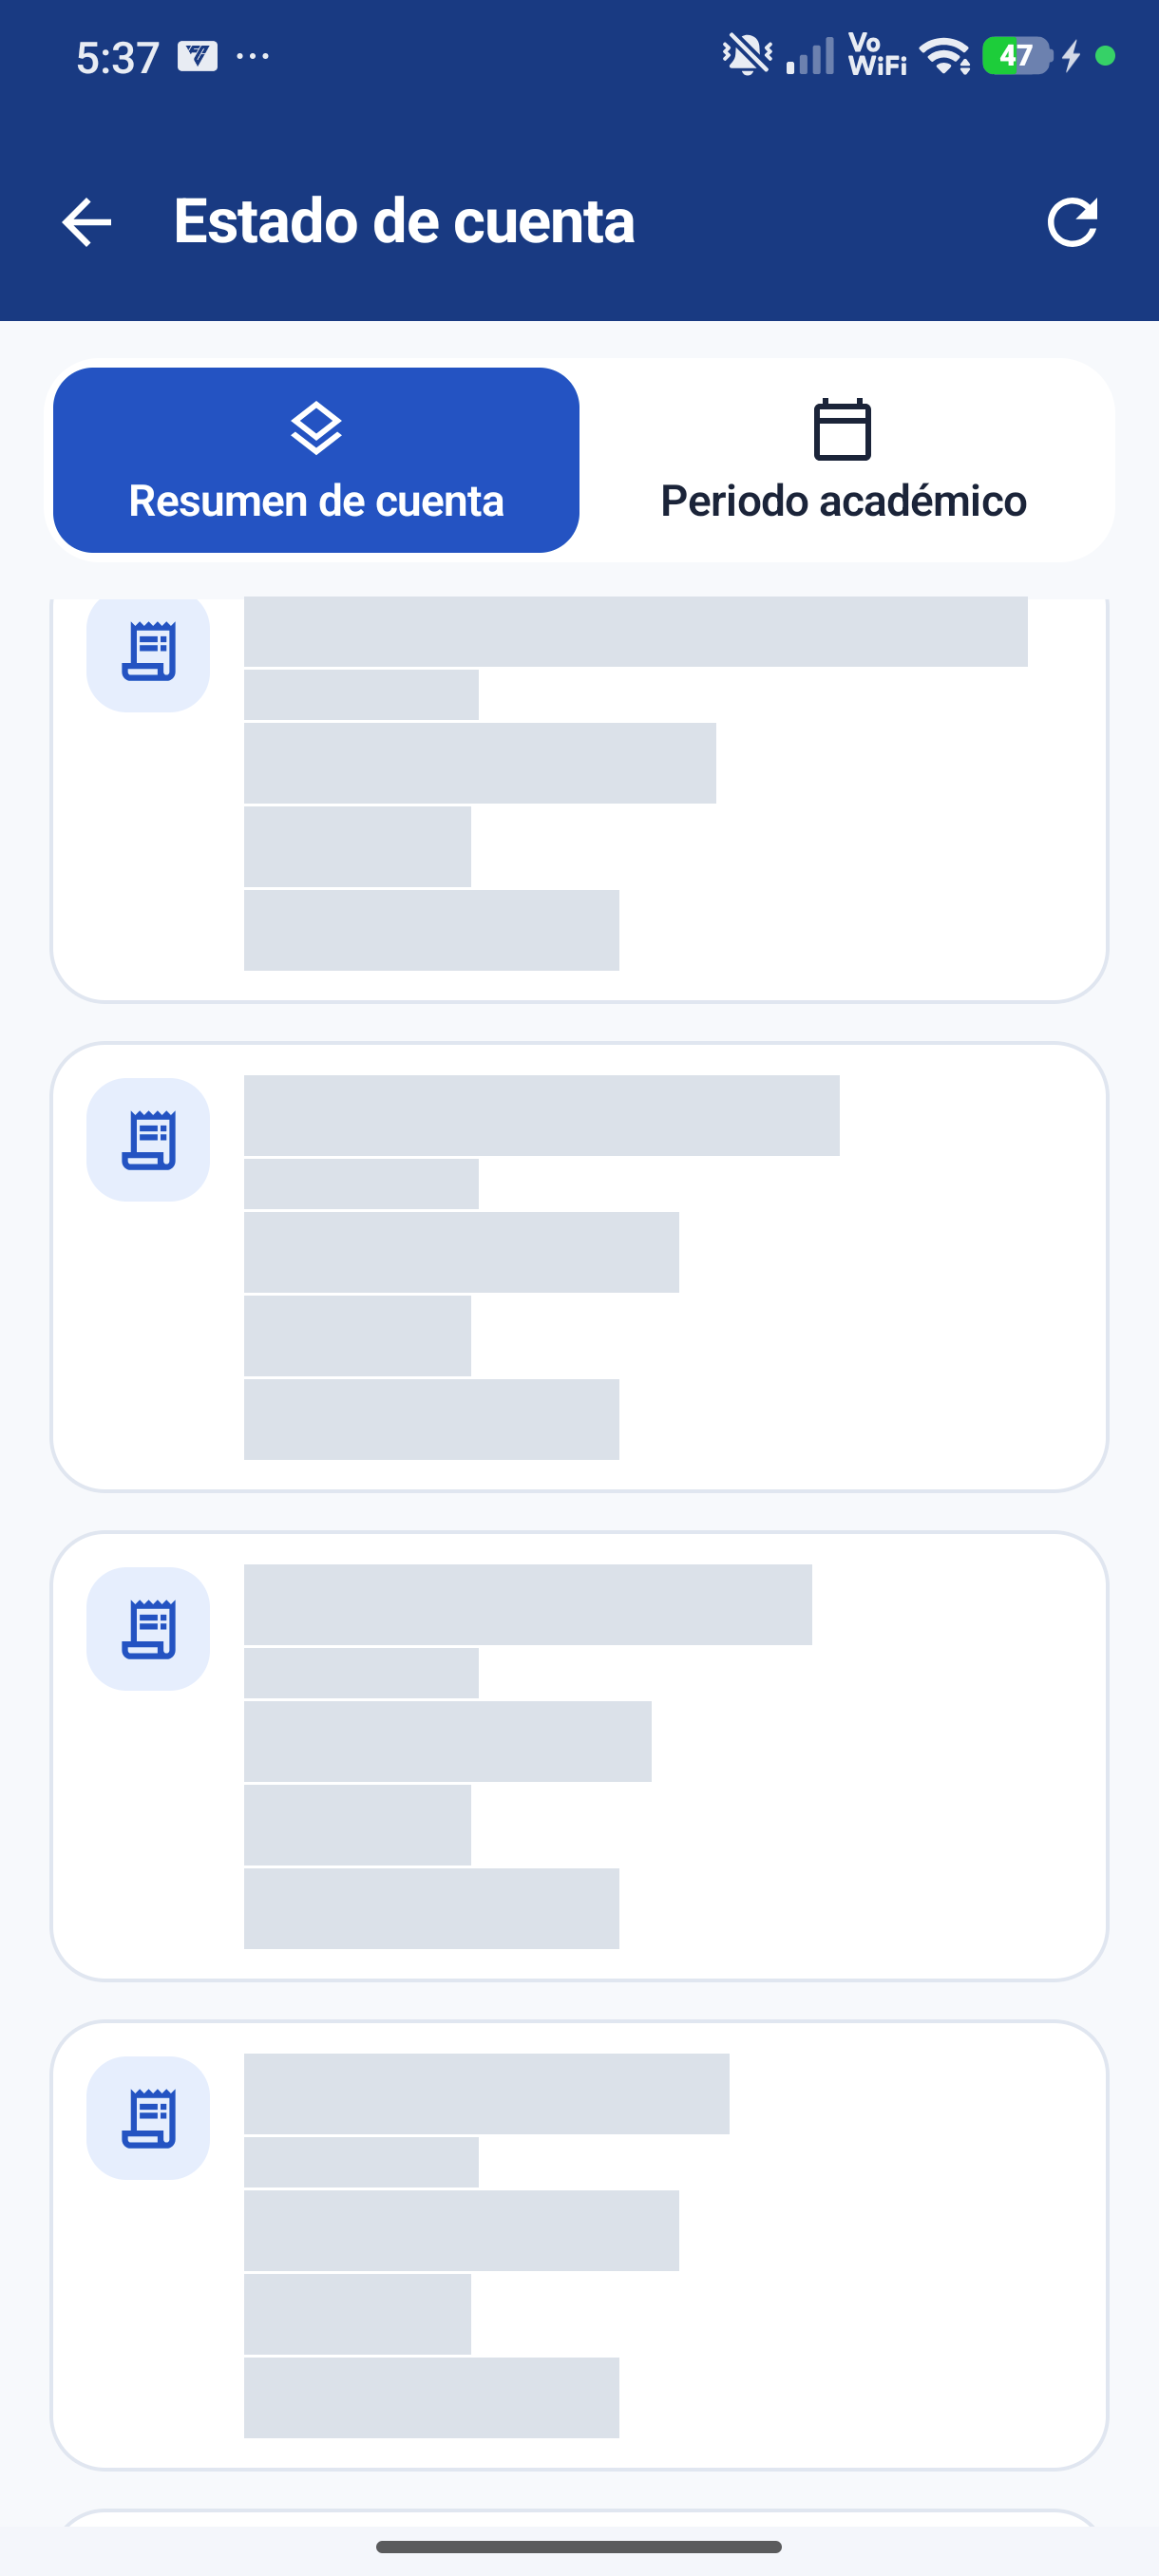 5:37
Vo
WiFi
47
Estado de cuenta
Resumen de cuenta
Periodo académico